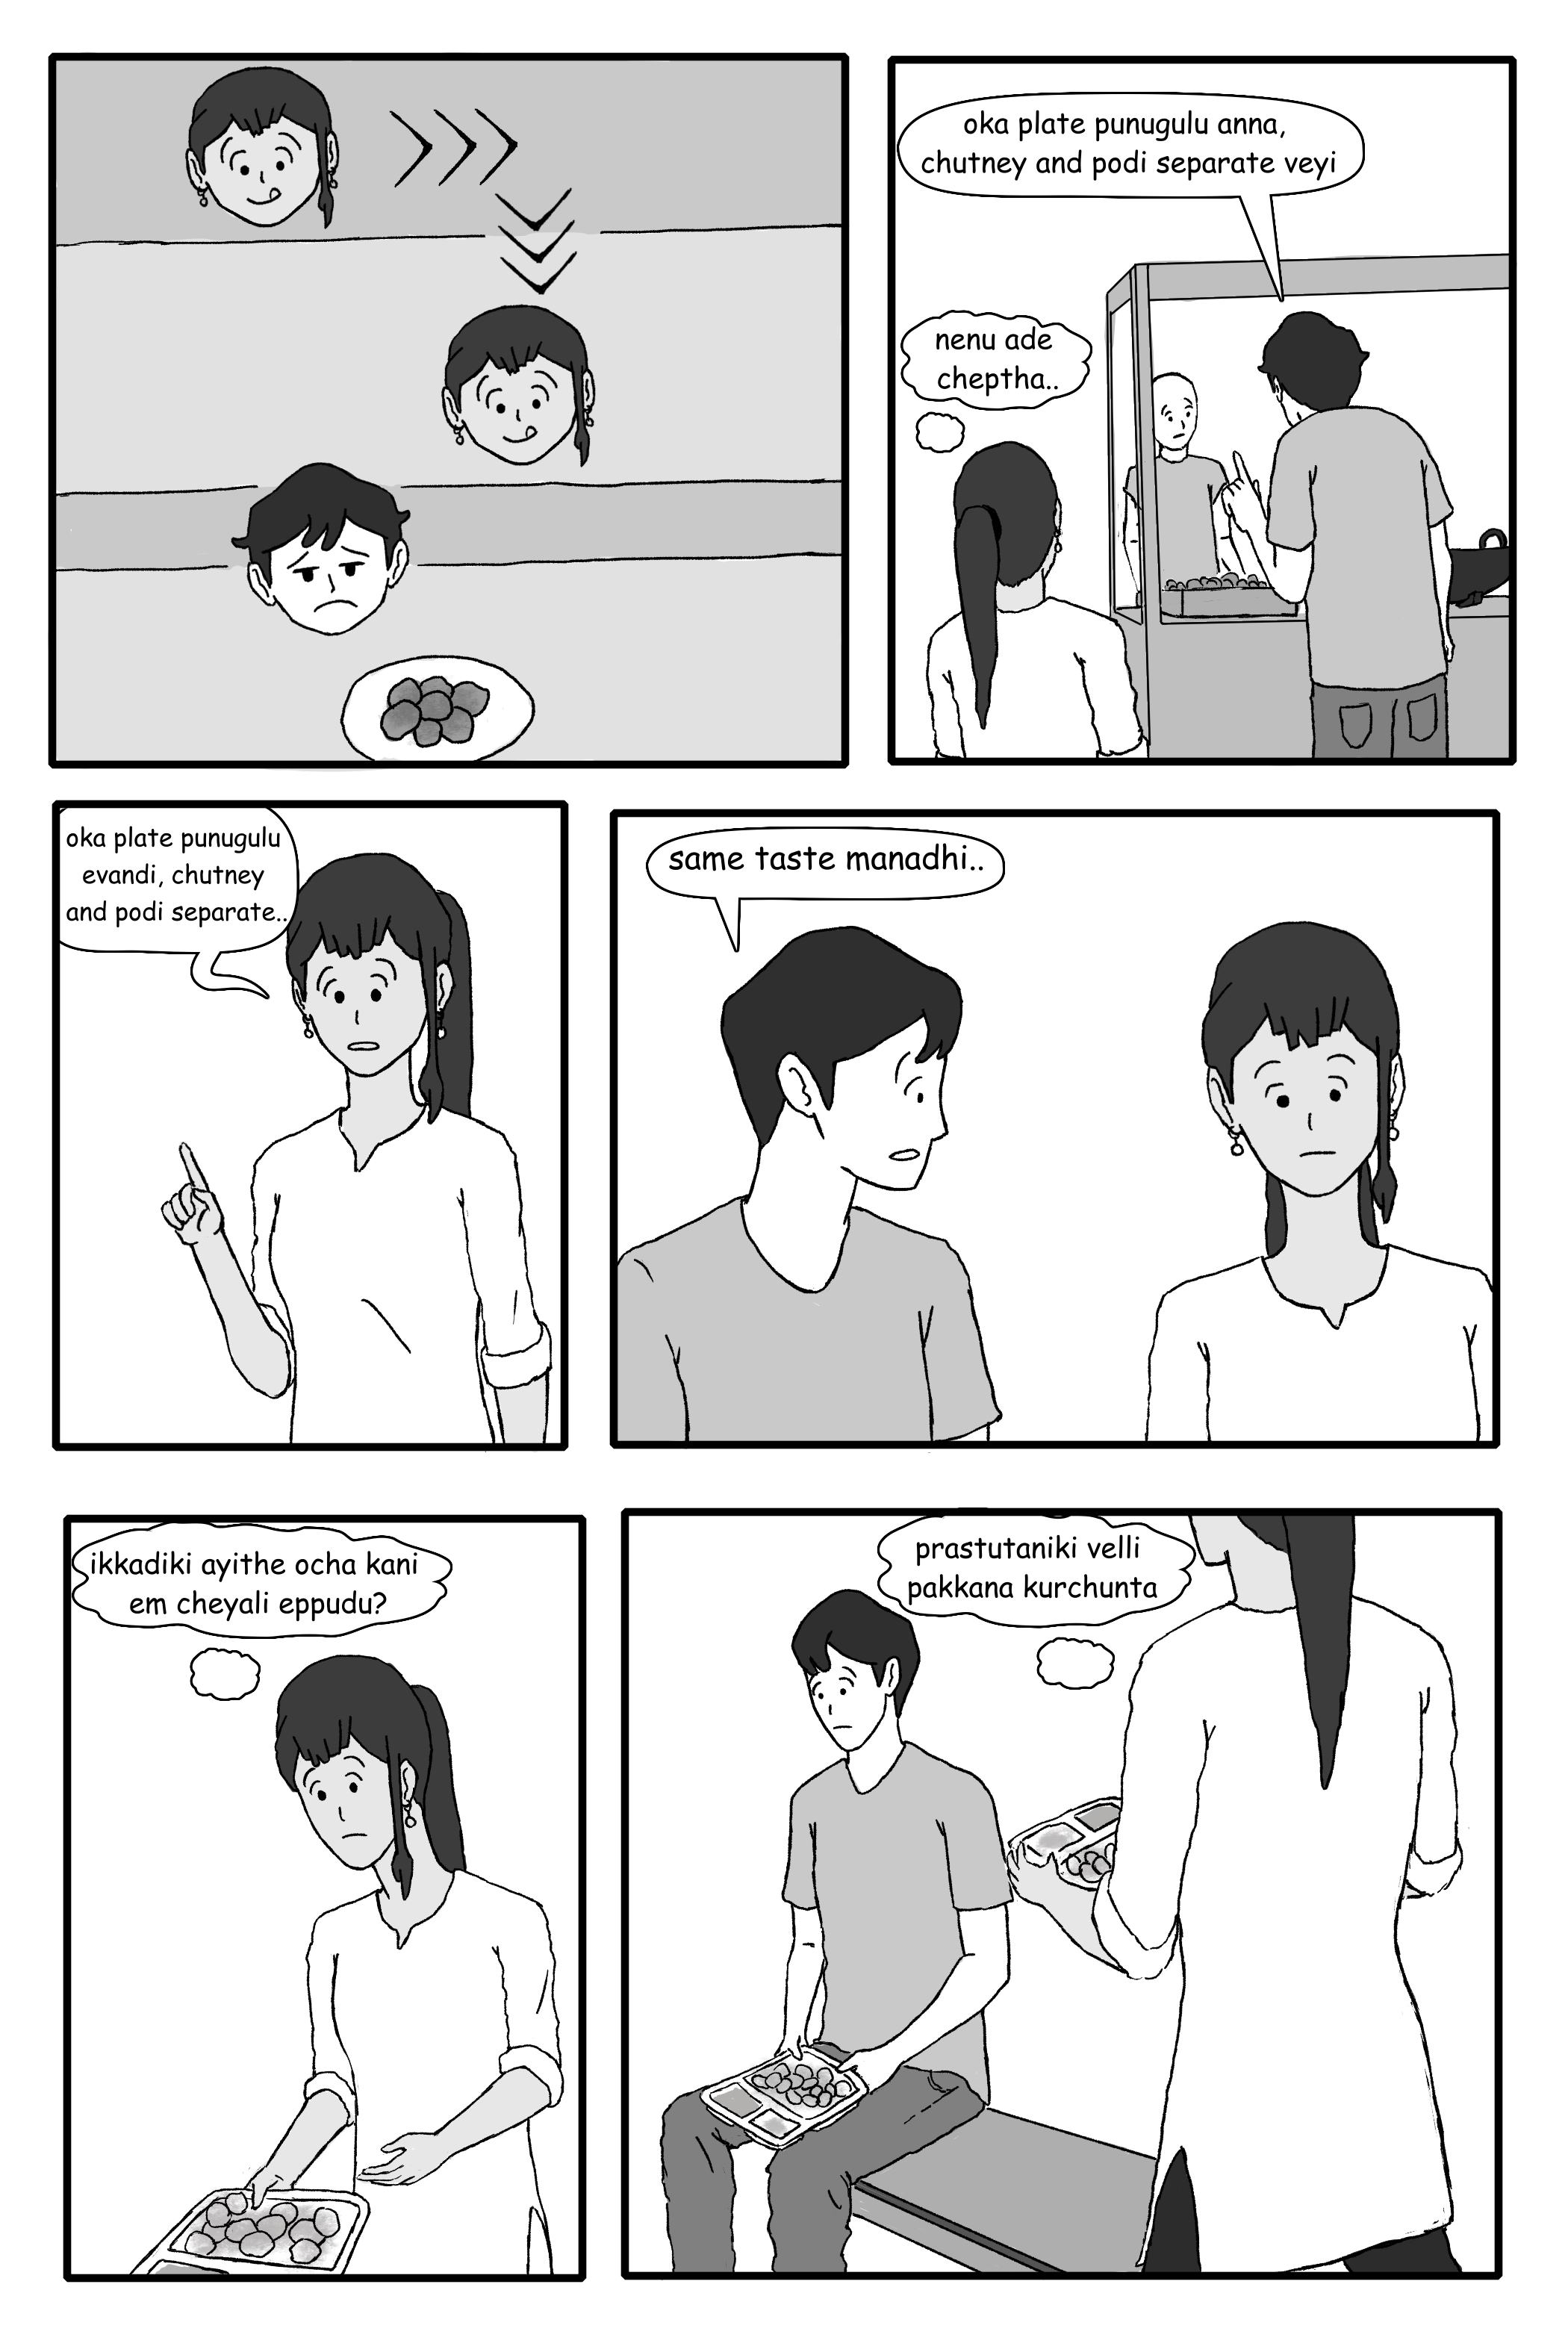 oka plate punugulu anna,
chutney and podi separate veyi
nenu ade
cheptha..
oka plate punugulu
evandi, chutney
and podi separate..
same taste manadhi..
ikkadiki ayithe ocha kani
em cheyali eppudu?
prastutaniki velli
pakkana kurchunta